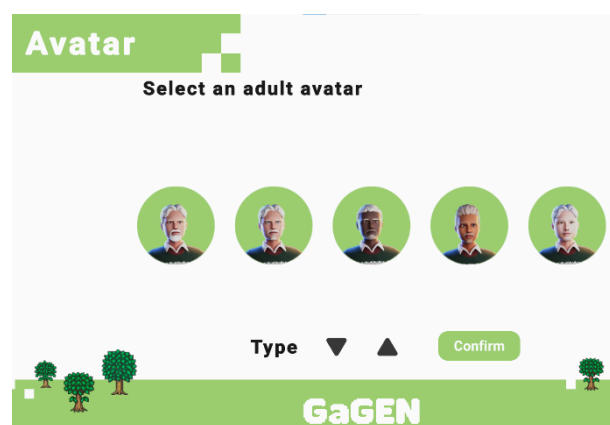 Avatar
Select an adult avatar
Type
Confirm
GaGEN